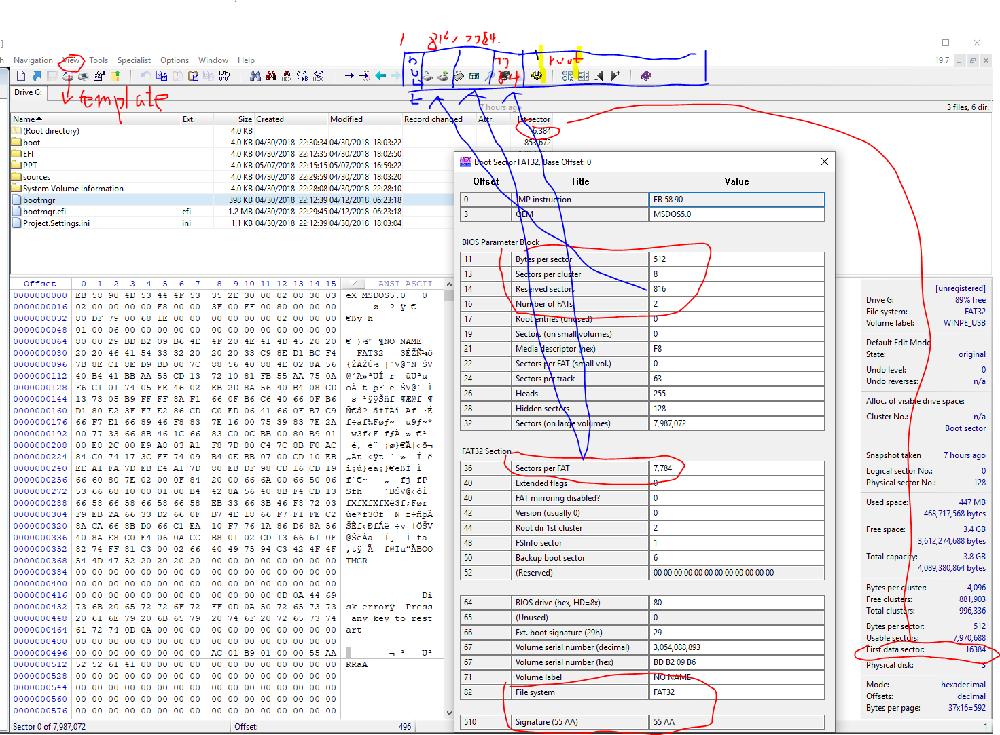 ]
h Navigation View Tools Specialist Options Window Help 19.7
Drive G:
template
7 hours ago
3 files, 6 dir.
Name Ext. Size Created Modified Record changed Attr. 1st sector
(Root directory) 4.0 KB 16,384
boot 4.0 KB 04/30/2018 22:30:34 04/30/2018 18:03:22 853,672
EFI 4.0 KB 04/30/2018 22:12:35 04/30/2018 18:02:50
PPT 4.0 KB 05/07/2018 22:15:15 05/07/2018 16:59:22
sources 4.0 KB 04/30/2018 22:29:59 04/30/2018 18:03:20
System Volume Information 4.0 KB 04/30/2018 22:28:08 04/30/2018 22:28:10
bootmgr 398 KB 04/30/2018 22:12:39 04/12/2018 06:23:18
bootmgr.efi efi 1.2 MB 04/30/2018 22:29:45 04/12/2018 06:23:18
Project.Settings.ini ini 1.1 KB 04/30/2018 22:12:39 04/30/2018 18:03:04
Boot Sector FAT32, Base Offset: 0
Offset Title Value
0 JMP instruction EB 58 90
3 OEM MSDOS5.0
BIOS Parameter Block
11 Bytes per sector 512
13 Sectors per cluster 8
14 Reserved sectors 816
16 Number of FATs 2
17 Root entries (unused) 0
19 Sectors (on small volumes) 0
21 Media descriptor (hex) F8
22 Sectors per FAT (small vol.) 0
24 Sectors per track 63
26 Heads 255
28 Hidden sectors 128
32 Sectors (on large volumes) 7,987,072
FAT32 Section
36 Sectors per FAT 7,784
40 Extended flags 0
40 FAT mirroring disabled? 0
42 Version (usually 0) 0
44 Root dir 1st cluster 2
48 FSInfo sector 1
50 Backup boot sector 6
52 (Reserved) 00 00 00 00 00 00 00 00 00 00 00 00
64 BIOS drive (hex, HD=8x) 80
65 (Unused) 0
66 Ext. boot signature (29h) 29
67 Volume serial number (decimal) 3,054,088,893
67 Volume serial number (hex) BD B2 09 B6
71 Volume label NO NAME
82 File system FAT32
510 Signature (55 AA) 55 AA
Offset 0 1 2 3 4 5 6 7 8 9 10 11 12 13 14 15 ANSI ASCII
0000000000 EB 58 90 4D 53 44 4F 53 35 2E 30 00 02 08 30 03 ëX MSDOS5.0 0
0000000016 02 00 00 00 00 F8 00 00 3F 00 FF 00 80 00 00 00 ø ? ÿ €
0000000032 80 DF 79 00 68 1E 00 00 00 00 00 00 02 00 00 00 €ßy h
0000000048 01 00 06 00 00 00 00 00 00 00 00 00 00 00 00 00
0000000064 80 00 29 BD B2 09 B6 4E 4F 20 4E 41 4D 45 20 20 € )½² ¶NO NAME
0000000080 20 20 46 41 54 33 32 20 20 20 33 C9 8E D1 BC F4 FAT32 3ÉŽÑ¼ô
0000000096 7B 8E C1 8E D9 BD 00 7C 88 56 40 88 4E 02 8A 56 {ŽÁŽÙ½ |ˆV@ˆN ŠV
0000000112 40 B4 41 BB AA 55 CD 13 72 10 81 FB 55 AA 75 0A @´A»ªUÍ r ûUªu
0000000128 F6 C1 01 74 05 FE 46 02 EB 2D 8A 56 40 B4 08 CD öÁ t þF ë-ŠV@´ Í
0000000144 13 73 05 B9 FF FF 8A F1 66 0F B6 C6 40 66 0F B6 s ¹ÿÿŠñf ¶Æ@f ¶
0000000160 D1 80 E2 3F F7 E2 86 CD C0 ED 06 41 66 0F B7 C9 Ñ€â?÷â†ÍÀí Af ·É
0000000176 66 F7 E1 66 89 46 F8 83 7E 16 00 75 39 83 7E 2A f÷áf‰Føƒ~ u9ƒ~*
0000000192 00 77 33 66 8B 46 1C 66 83 C0 0C BB 00 80 B9 01 w3f‹F fƒÀ » €¹
0000000208 00 E8 2C 00 E9 A8 03 A1 F8 7D 80 C4 7C 8B F0 AC è, é¨ ¡ø}€Ä|‹ð¬
0000000224 84 C0 74 17 3C FF 74 09 B4 0E BB 07 00 CD 10 EB „Àt <ÿt ´ » Í ë
0000000240 EE A1 FA 7D EB E4 A1 7D 80 EB DF 98 CD 16 CD 19 î¡ú}ëä¡}€ëß˜Í Í
0000000256 66 60 80 7E 02 00 0F 84 20 00 66 6A 00 66 50 06 f`€~ „ fj fP
0000000272 53 66 68 10 00 01 00 B4 42 8A 56 40 8B F4 CD 13 Sfh ´BŠV@‹ôÍ
0000000288 66 58 66 58 66 58 66 58 EB 33 66 3B 46 F8 72 03 fXfXfXfXë3f;Før
0000000304 F9 EB 2A 66 33 D2 66 0F B7 4E 18 66 F7 F1 FE C2 ùë*f3Òf ·N f÷ñþÂ
0000000320 8A CA 66 8B D0 66 C1 EA 10 F7 76 1A 86 D6 8A 56 ŠÊf‹ÐfÁê ÷v †ÖŠV
0000000336 40 8A E8 C0 E4 06 0A CC B8 01 02 CD 13 66 61 0F @ŠèÀä Ì¸ Í fa
0000000352 82 74 FF 81 C3 00 02 66 40 49 75 94 C3 42 4F 4F ‚tÿ Ã f@Iu”ÃBOO
0000000368 54 4D 47 52 20 20 20 20 00 00 00 00 00 00 00 00 TMGR
0000000384 00 00 00 00 00 00 00 00 00 00 00 00 00 00 00 00
0000000400 00 00 00 00 00 00 00 00 00 00 00 00 00 00 00 00
0000000416 00 00 00 00 00 00 00 00 00 00 00 00 0D 0A 44 69 Di
0000000432 73 6B 20 65 72 72 6F 72 FF 0D 0A 50 72 65 73 73 sk errorÿ Press
0000000448 20 61 6E 79 20 6B 65 79 20 74 6F 20 72 65 73 74 any key to rest
0000000464 61 72 74 0D 0A 00 00 00 00 00 00 00 00 00 00 00 art
0000000480 00 00 00 00 00 00 00 00 00 00 00 00 00 00 00 00
0000000496 00 00 00 00 00 00 00 00 AC 01 B9 01 00 00 55 AA ¬ ¹ Uª
0000000512 52 52 61 41 00 00 00 00 00 00 00 00 00 00 00 00 RRaA
0000000528 00 00 00 00 00 00 00 00 00 00 00 00 00 00 00 00
0000000544 00 00 00 00 00 00 00 00 00 00 00 00 00 00 00 00
0000000560 00 00 00 00 00 00 00 00 00 00 00 00 00 00 00 00
0000000576 00 00 00 00 00 00 00 00 00 00 00 00 00 00 00 00
[unregistered]
Drive G: 89% free
File system: FAT32
Volume label: WINPE_USB
Default Edit Mode
State: original
Undo level: 0
Undo reverses: n/a
Alloc. of visible drive space:
Cluster No.: n/a
Boot sector
Snapshot taken 7 hours ago
Logical sector No.: 0
Physical sector No.: 128
Used space: 447 MB
468,717,568 bytes
Free space: 3.4 GB
3,612,274,688 bytes
Total capacity: 3.8 GB
4,089,380,864 bytes
Bytes per cluster: 4,096
Free clusters: 881,903
Total clusters: 996,336
Bytes per sector: 512
Usable sectors: 7,970,688
First data sector: 16384
Physical disk: 3
Mode: hexadecimal
Offsets: decimal
Bytes per page: 37x16=592
Sector 0 of 7,987,072 Offset: 496 1